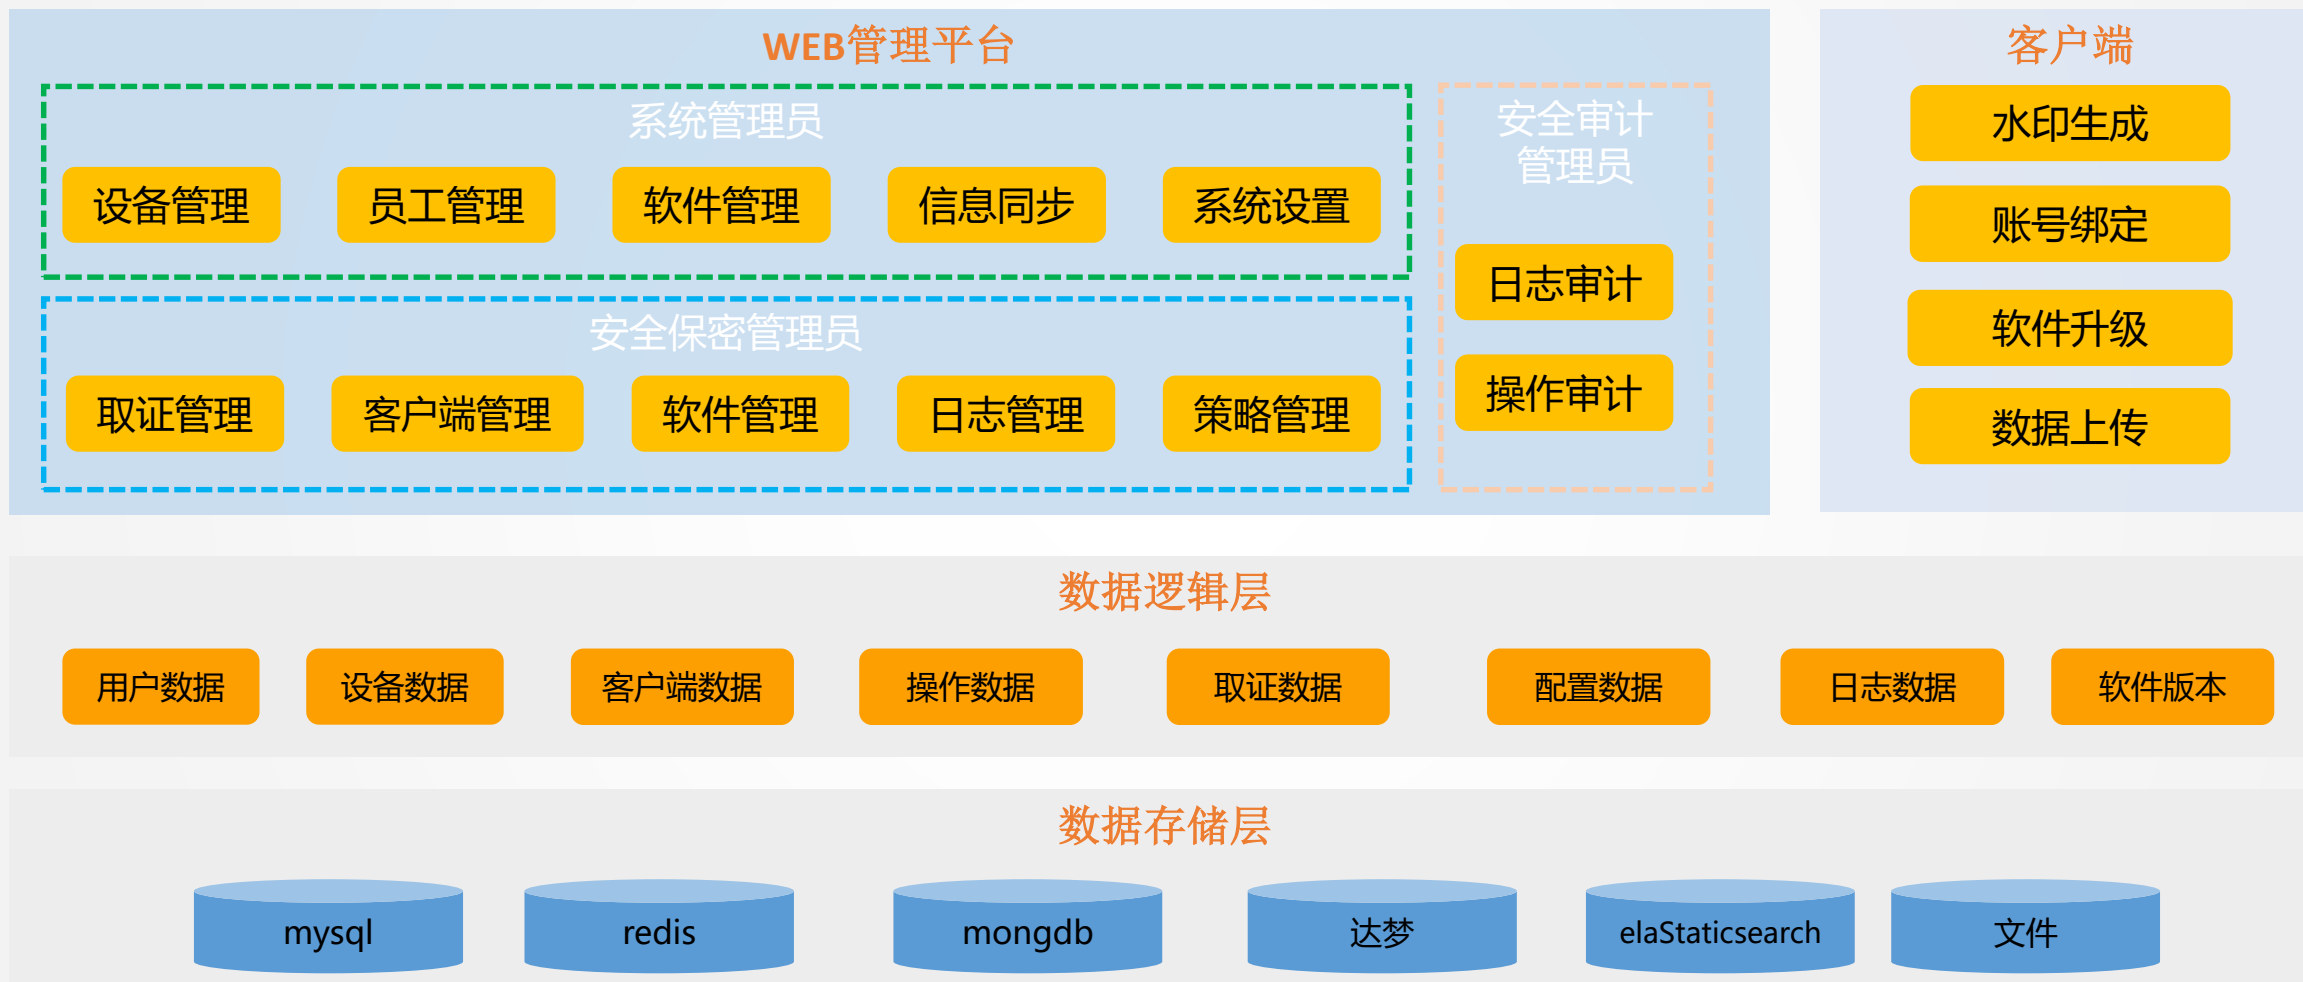 WEB管理平台
系统管理员
设备管理
员工管理
软件管理
信息同步
系统设置
安全保密管理员
取证管理
客户端管理
软件管理
日志管理
策略管理
安全审计
管理员
日志审计
操作审计
客户端
水印生成
账号绑定
软件升级
数据上传
数据逻辑层
用户数据
设备数据
客户端数据
操作数据
取证数据
配置数据
日志数据
软件版本
数据存储层
mysql
redis
mongdb
达梦
elaStaticsearch
文件